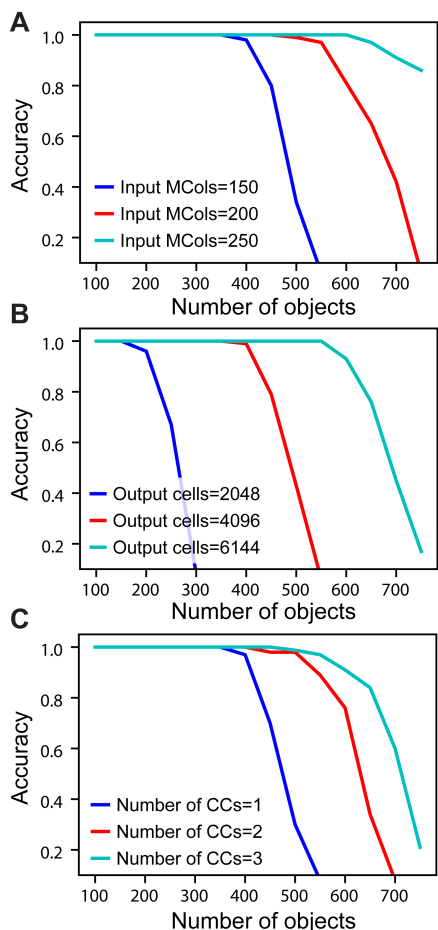 A
Accuracy
1.0
0.8
0.6
0.4
0.2
Input MCols=150
Input MCols=200
Input MCols=250
100 200 300 400 500 600 700
Number of objects
B
Accuracy
1.0
0.8
0.6
0.4
0.2
Output cells=2048
Output cells=4096
Output cells=6144
100 200 300 400 500 600 700
Number of objects
C
Accuracy
1.0
0.8
0.6
0.4
0.2
Number of CCs=1
Number of CCs=2
Number of CCs=3
100 200 300 400 500 600 700
Number of objects